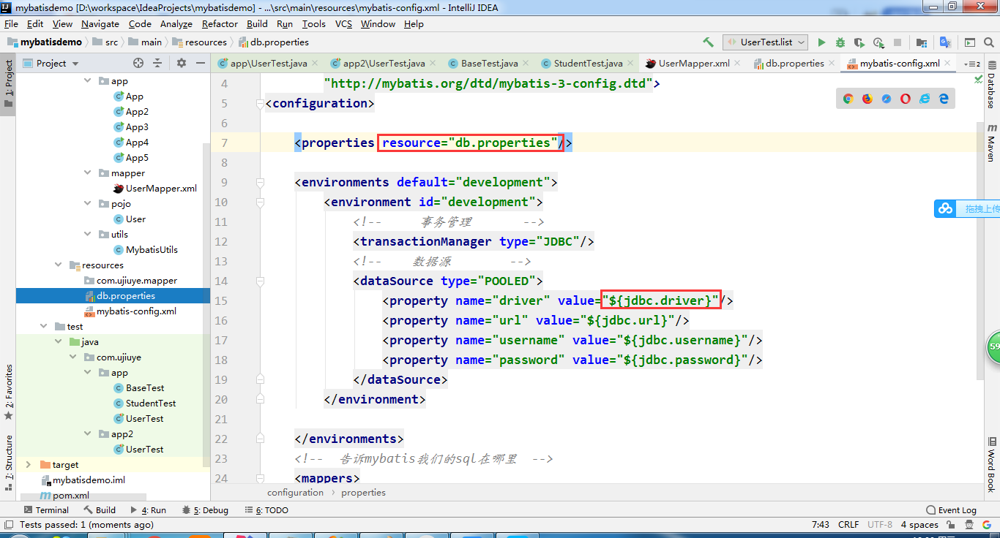 mybatisdemo [D:\workspace\IdeaProjects\mybatisdemo] - ...\src\main\resources\mybatis-config.xml - IntelliJ IDEA
File Edit View Navigate Code Analyze Refactor Build Run Tools VCS Window Help
mybatisdemo src main resources db.properties UserTest.list
Project
app\UserTest.java app2\UserTest.java BaseTest.java StudentTest.java UserMapper.xml db.properties mybatis-config.xml 2
1: Project
2: Favorites
7: Structure
app
App
App2
App3
App4
App5
mapper
UserMapper.xml
pojo
User
utils
MybatisUtils
resources
com.ujiuye.mapper
db.properties
mybatis-config.xml
test
java
com.ujiuye
app
BaseTest
StudentTest
UserTest
app2
UserTest
target
mybatisdemo.iml
pom.xml
4 "http://mybatis.org/dtd/mybatis-3-config.dtd">
5 <configuration>
6
7 <properties resource="db.properties"/>
8
9 <environments default="development">
10 <environment id="development">
11 <!-- 事务管理 -->
12 <transactionManager type="JDBC"/>
13 <!-- 数据源 -->
14 <dataSource type="POOLED">
15 <property name="driver" value="${jdbc.driver}"/>
16 <property name="url" value="${jdbc.url}"/>
17 <property name="username" value="${jdbc.username}"/>
18 <property name="password" value="${jdbc.password}"/>
19 </dataSource>
20 </environment>
21
22 </environments>
23 <!-- 告诉mybatis我们的sql在哪里 -->
24 <mappers>
configuration properties
Database
Maven
拖拽上传
59
Word Book
Terminal Build 4: Run 5: Debug 6: TODO Event Log
Tests passed: 1 (moments ago) 7:43 CRLF UTF-8 4 spaces